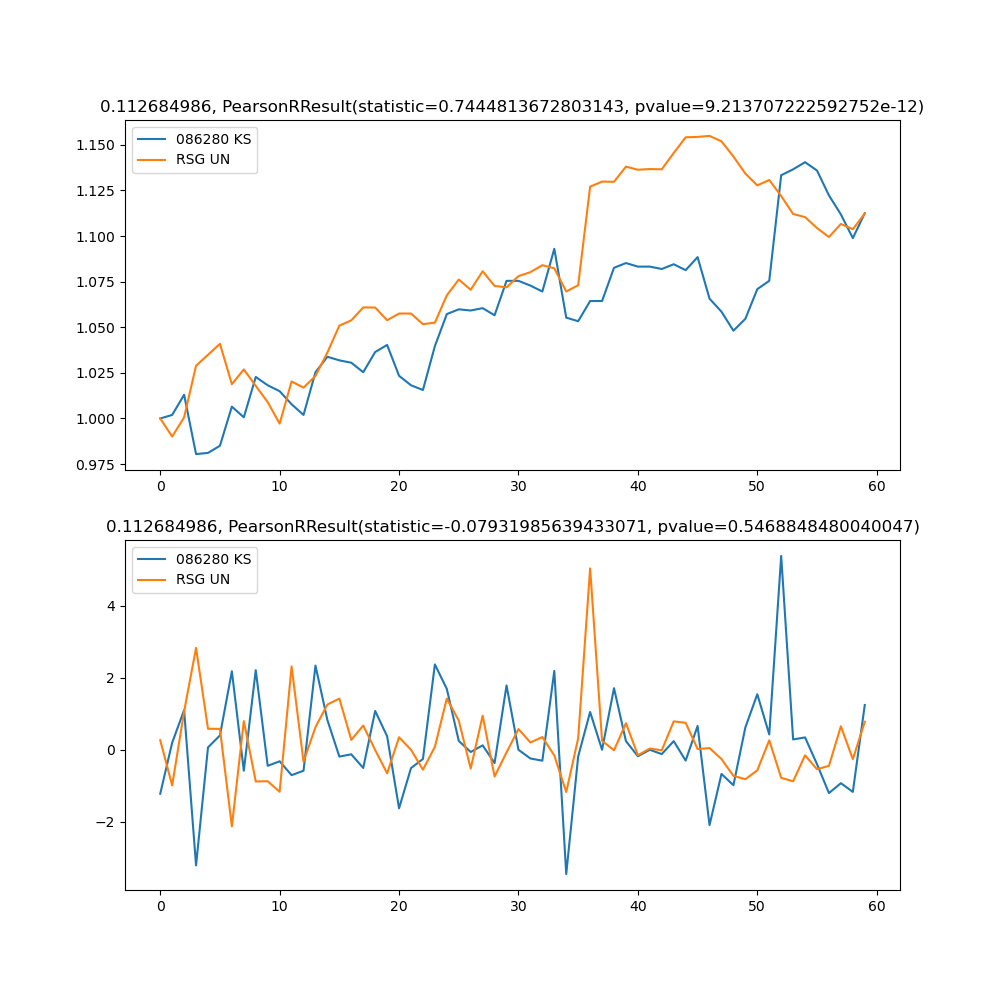 0.112684986, PearsonRResult(statistic=0.7444813672803143, pvalue=9.213707222592752e-12)
086280 KS
RSG UN
1.150
1.125
1.100
1.075
1.050
1.025
1.000
0.975
0 10 20 30 40 50 60
0.112684986, PearsonRResult(statistic=-0.07931985639433071, pvalue=0.5468848480040047)
086280 KS
RSG UN
4
2
0
−2
0 10 20 30 40 50 60